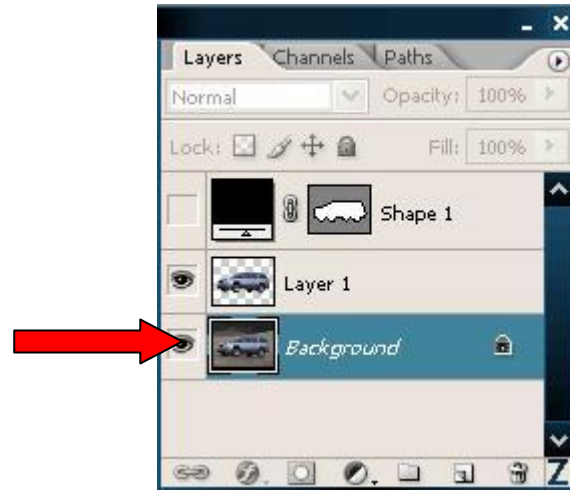 Layers Channels Paths
Normal Opacity: 100%
Lock: Fill: 100%
Shape 1
Layer 1
Background
Z